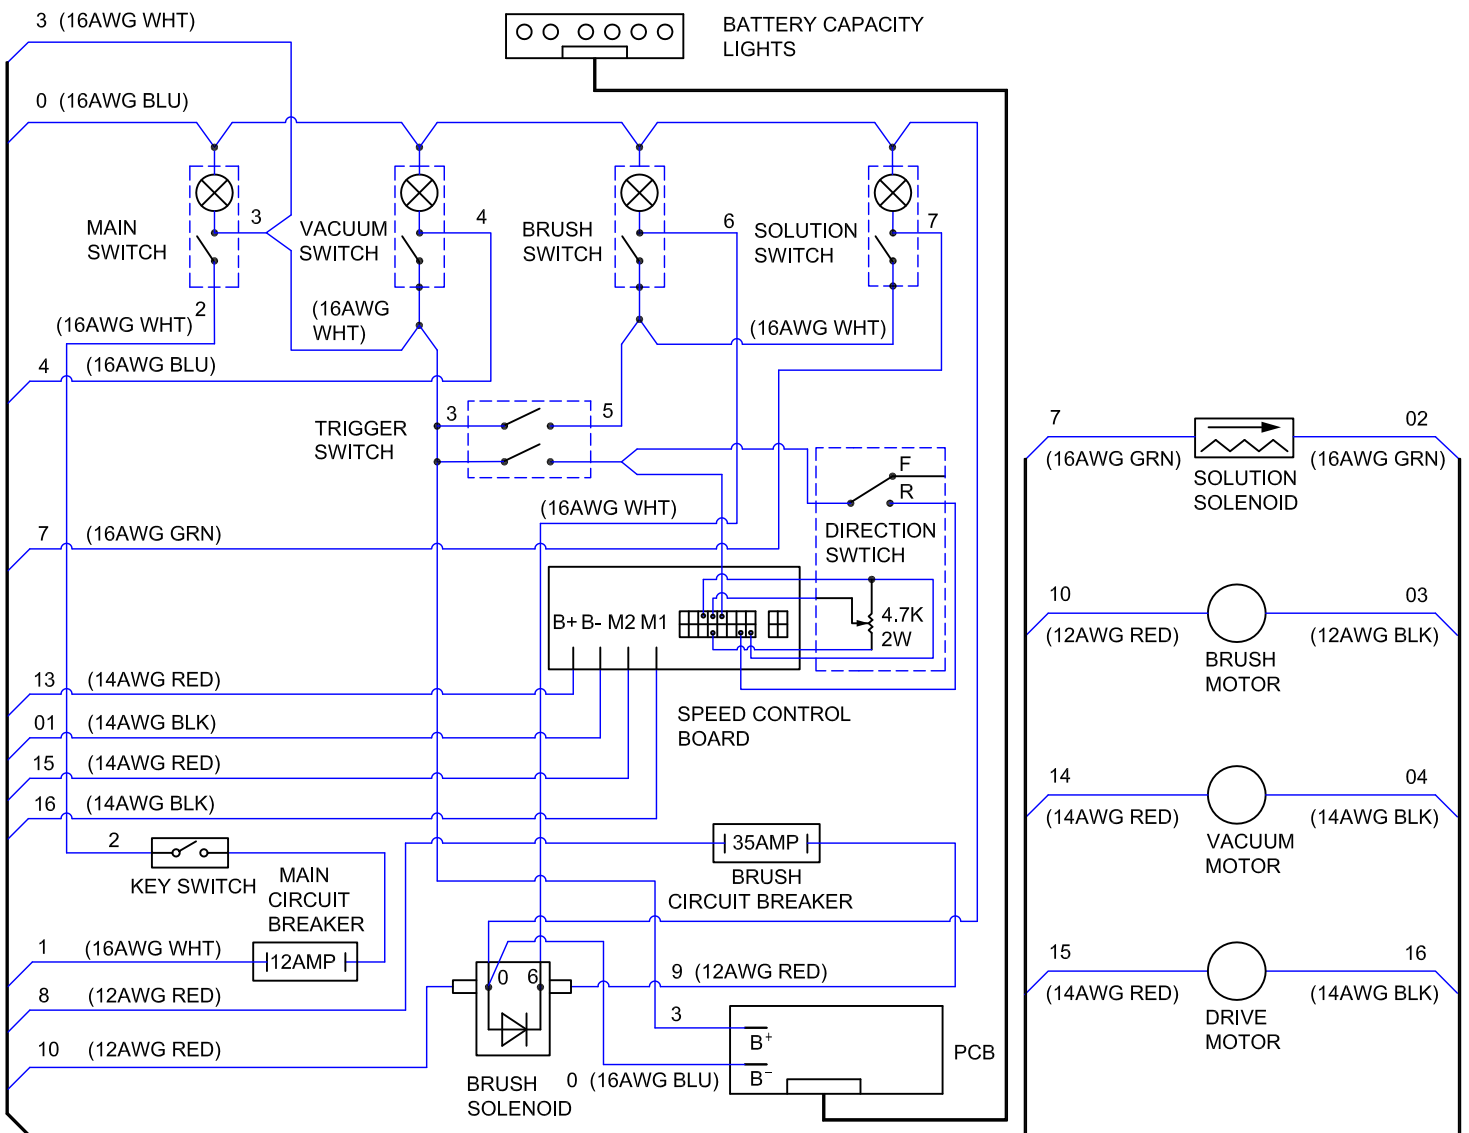 3 (16AWG WHT)
BATTERY CAPACITY
LIGHTS
0 (16AWG BLU)
MAIN
SWITCH
3
VACUUM
SWITCH
4
BRUSH
SWITCH
6
SOLUTION
SWITCH
7
2
(16AWG WHT)
(16AWG
WHT)
(16AWG WHT)
4 (16AWG BLU)
TRIGGER
SWITCH
3
5
F
R
(16AWG WHT)
DIRECTION
SWTICH
7 (16AWG GRN)
B+ B- M2 M1
4.7K
2W
13 (14AWG RED)
01 (14AWG BLK)
SPEED CONTROL
BOARD
15 (14AWG RED)
16 (14AWG BLK)
2
KEY SWITCH
MAIN
CIRCUIT
BREAKER
35AMP
BRUSH
CIRCUIT BREAKER
1 (16AWG WHT)
12AMP
8 (12AWG RED)
0 6
9 (12AWG RED)
3
10 (12AWG RED)
B+
B−
PCB
BRUSH
SOLENOID
0 (16AWG BLU)
7
02
(16AWG GRN)
SOLUTION
SOLENOID
(16AWG GRN)
10
03
(12AWG RED)
BRUSH
MOTOR
(12AWG BLK)
14
04
(14AWG RED)
VACUUM
MOTOR
(14AWG BLK)
15
16
(14AWG RED)
DRIVE
MOTOR
(14AWG BLK)